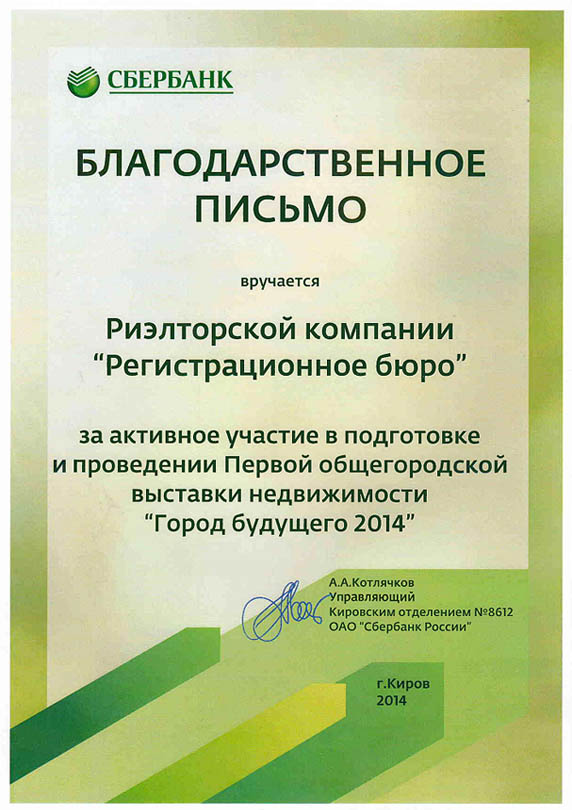 СБЕРБАНК
БЛАГОДАРСТВЕННОЕ
ПИСЬМО
вручается
Риэлторской компании
“Регистрационное бюро”
за активное участие в подготовке
и проведении Первой общегородской
выставки недвижимости
“Город будущего 2014”
А.А.Котлячков
Управляющий
Кировским отделением №8612
ОАО “Сбербанк России”
г.Киров
2014